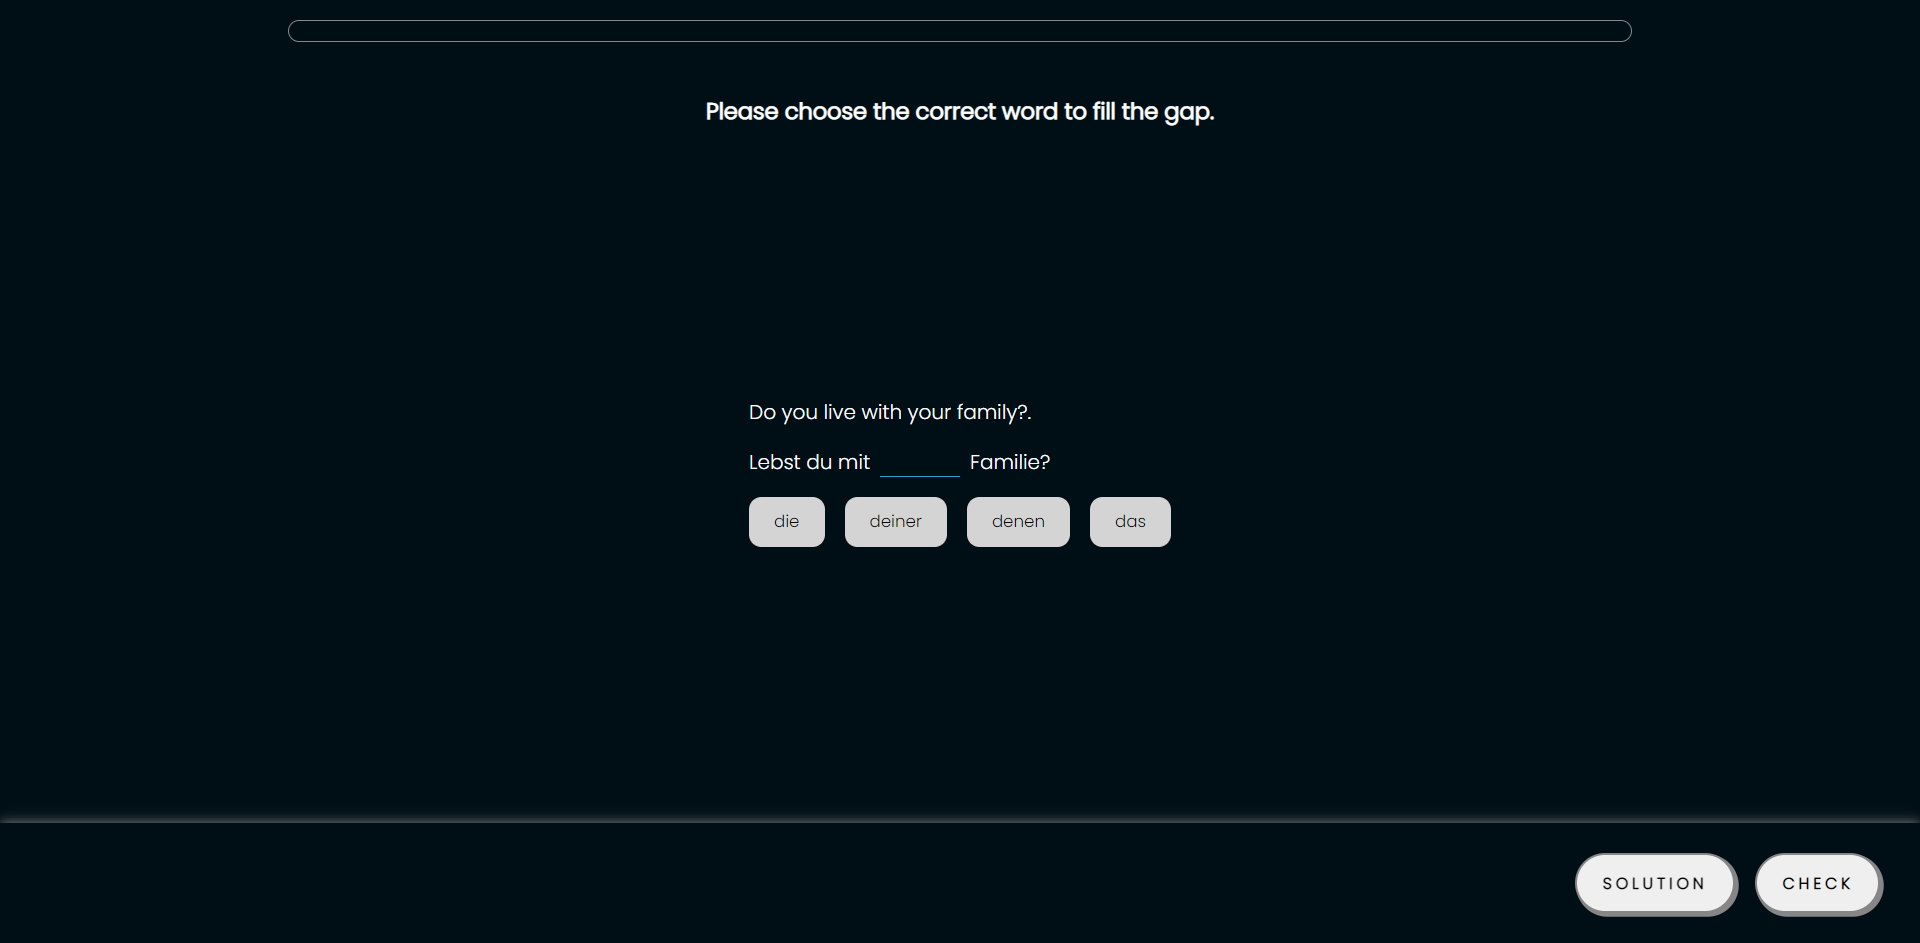 Please choose the correct word to fill the gap.
Do you live with your family?.
Lebst du mit Familie?
die deiner denen das
SOLUTION CHECK